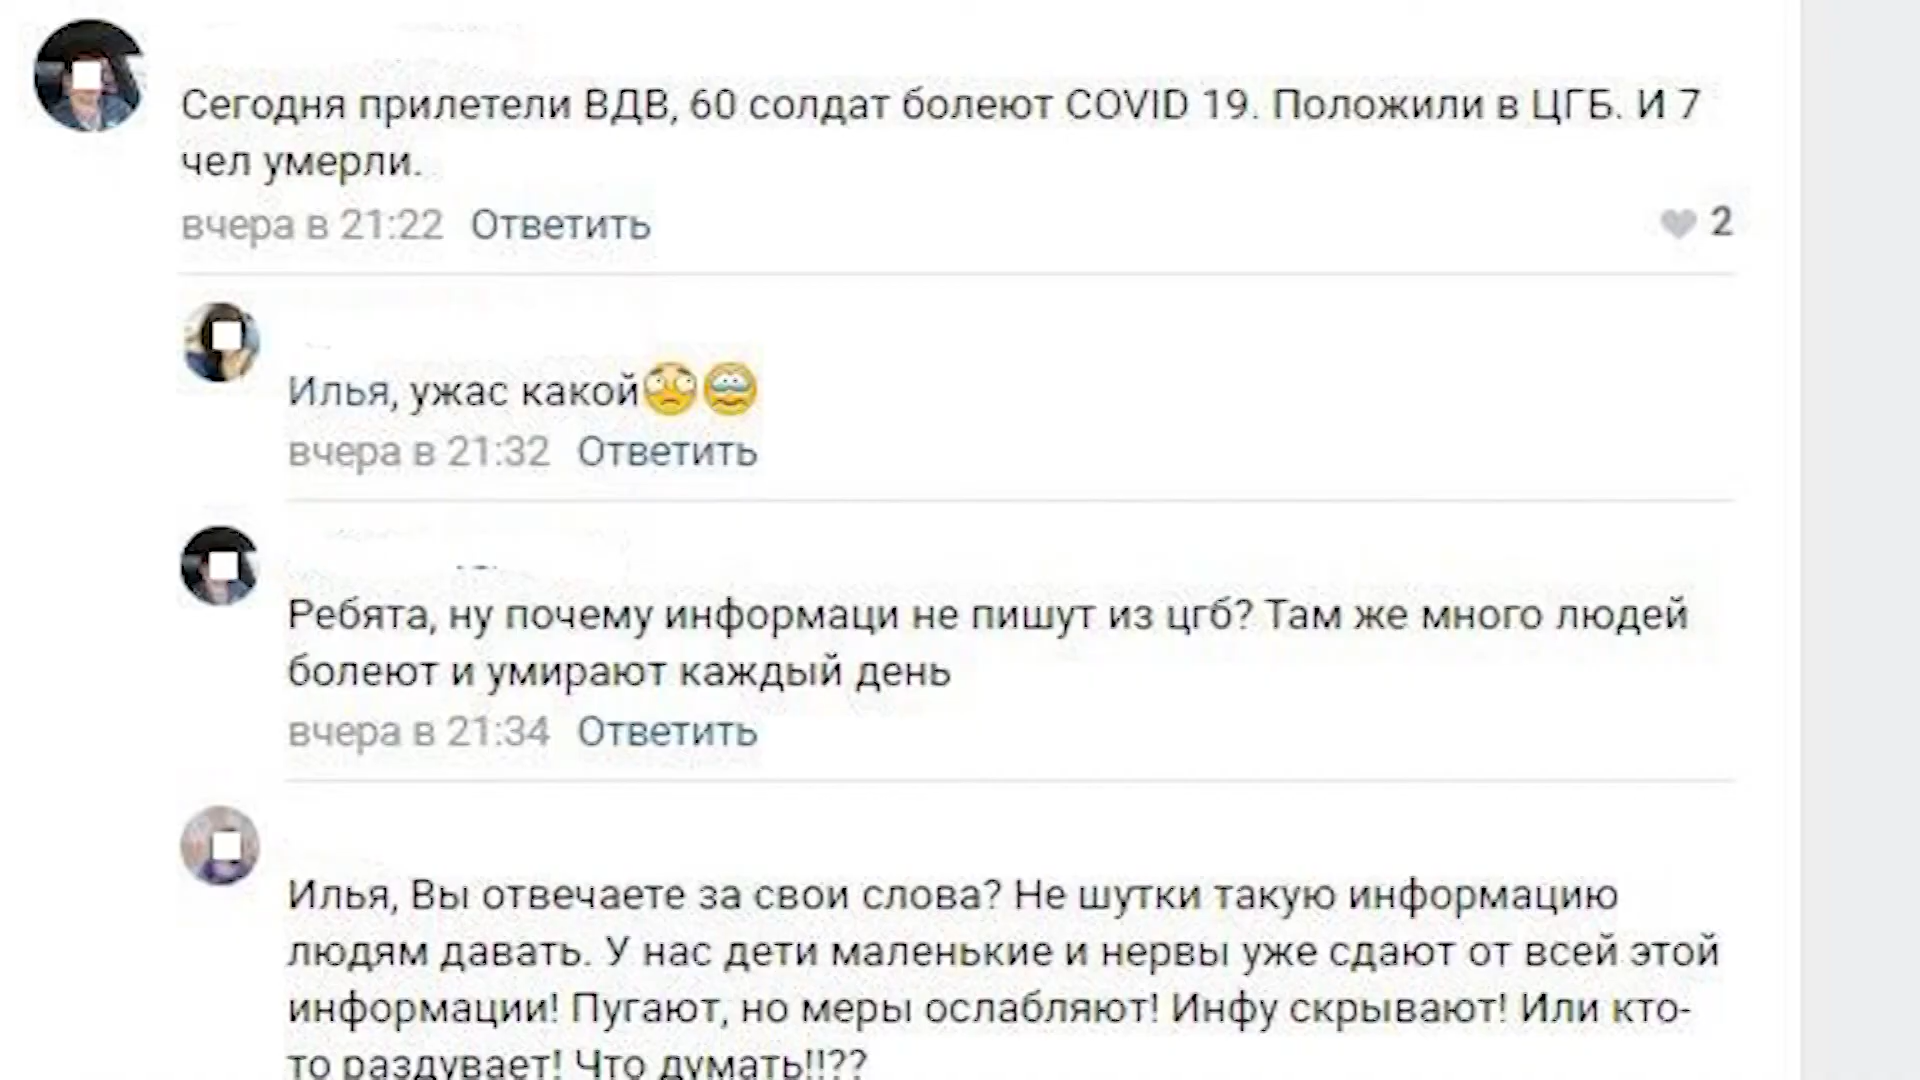 Сегодня прилетели ВДВ, 60 солдат болеют COVID 19. Положили в ЦГБ. И 7
чел умерли.
вчера в 21:22 Ответить 2
Илья, ужас какой
вчера в 21:32 Ответить
Ребята, ну почему информаци не пишут из цгб? Там же много людей
болеют и умирают каждый день
вчера в 21:34 Ответить
Илья, Вы отвечаете за свои слова? Не шутки такую информацию
людям давать. У нас дети маленькие и нервы уже сдают от всей этой
информации! Пугают, но меры ослабляют! Инфу скрывают! Или кто-
то раздувает! Что думать!!??